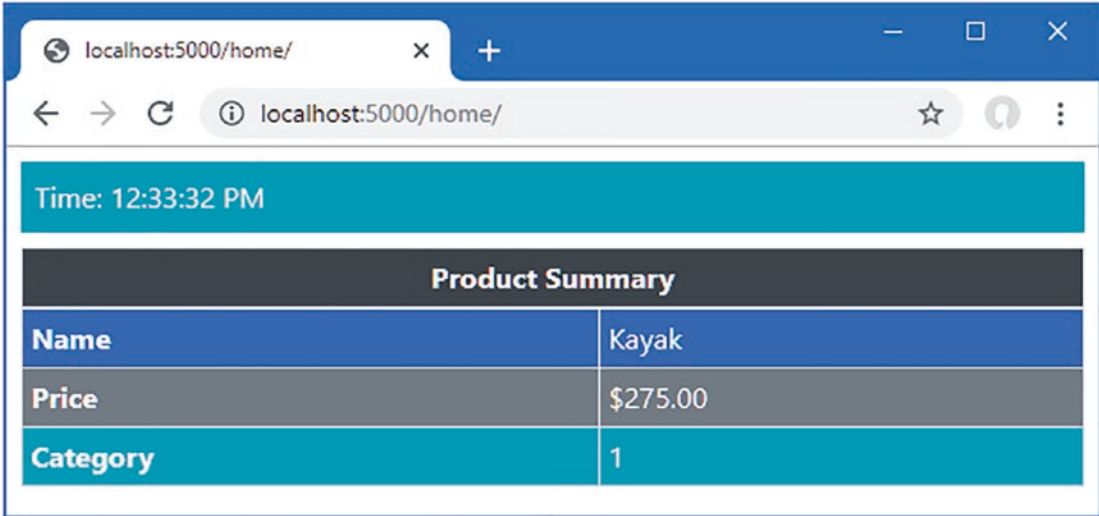 localhost:5000/home/
localhost:5000/home/
Time: 12:33:32 PM
Product Summary
Name Kayak
Price $275.00
Category 1